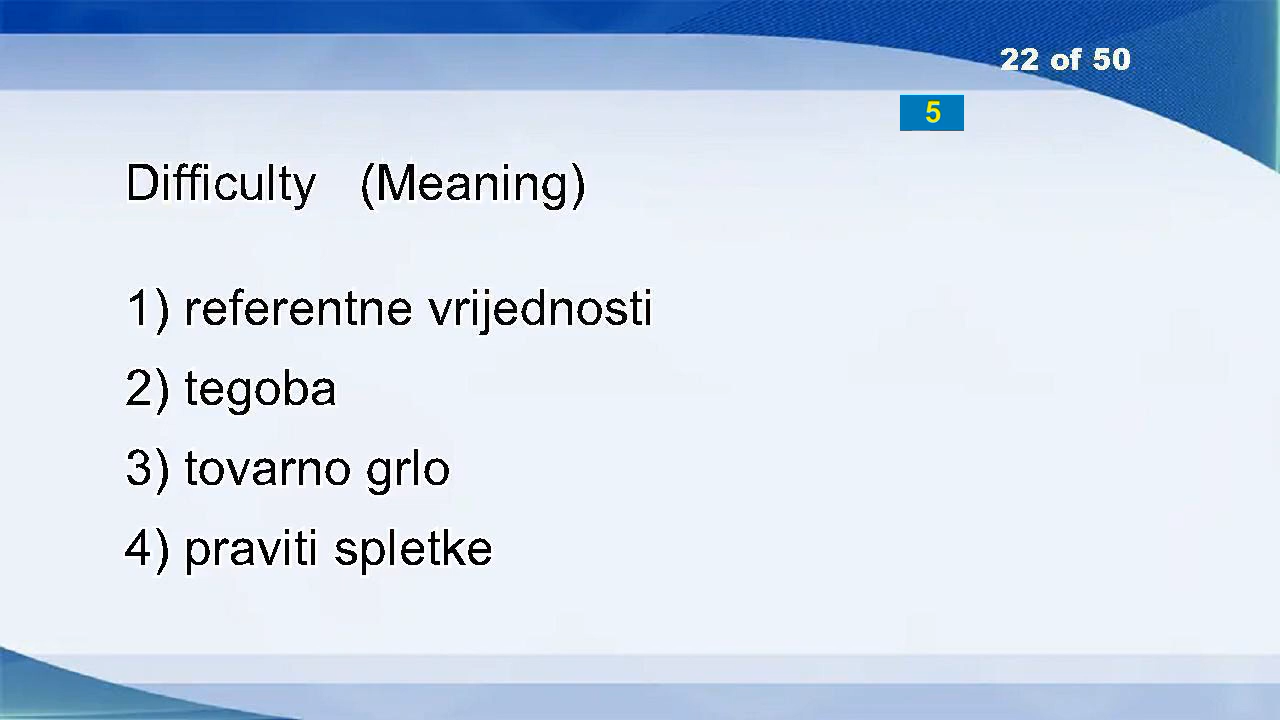 22 of 50
5
Difficulty (Meaning)
1) referentne vrijednosti
2) tegoba
3) tovarno grlo
4) praviti spletke